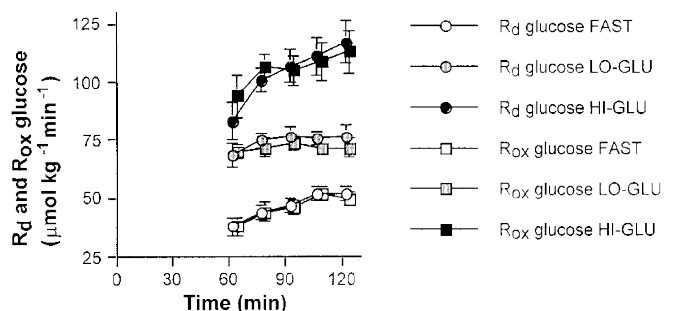 125
100
75
50
25
0
30
60
90
120
Time (min)
Rd and Rox glucose
(μmol kg⁻¹min⁻¹)
Rd glucose FAST
Rd glucose LO-GLU
Rd glucose HI-GLU
Rox glucose FAST
Rox glucose LO-GLU
Rox glucose HI-GLU